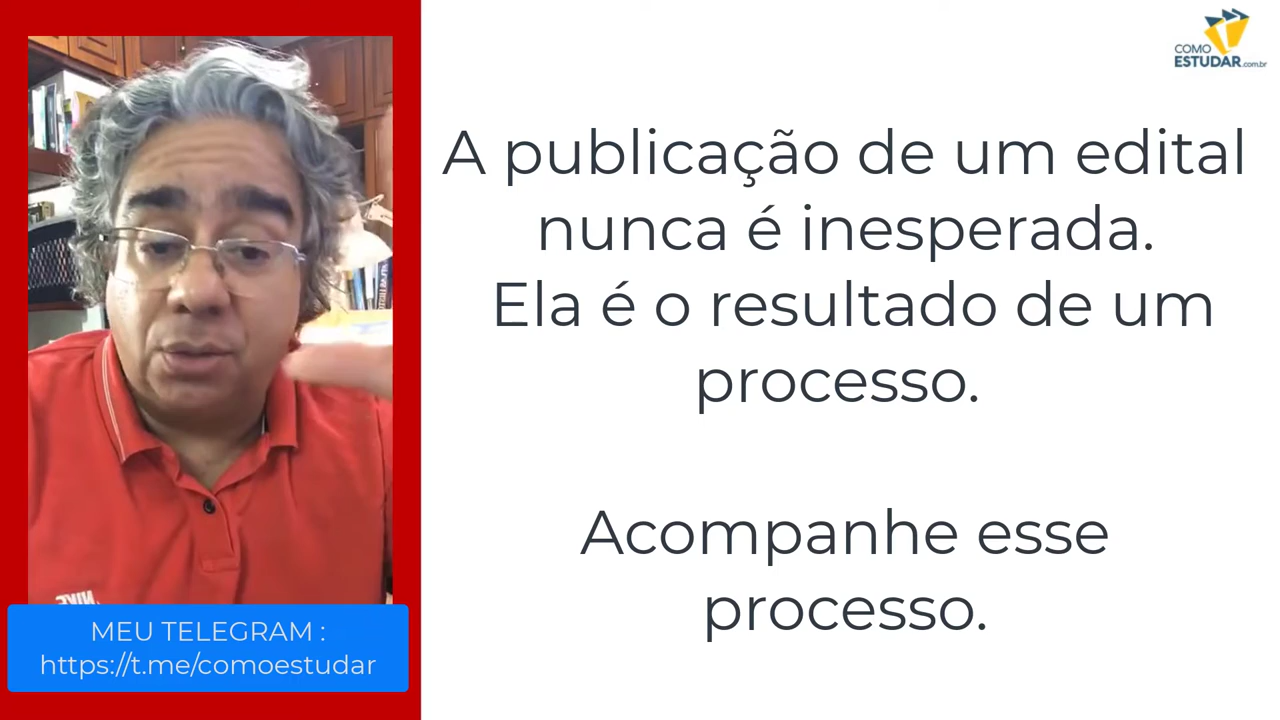 COMO
ESTUDAR.com.br
A publicação de um edital
nunca é inesperada.
Ela é o resultado de um
processo.
Acompanhe esse
processo.
NIKE
MEU TELEGRAM :
https://t.me/comoestudar